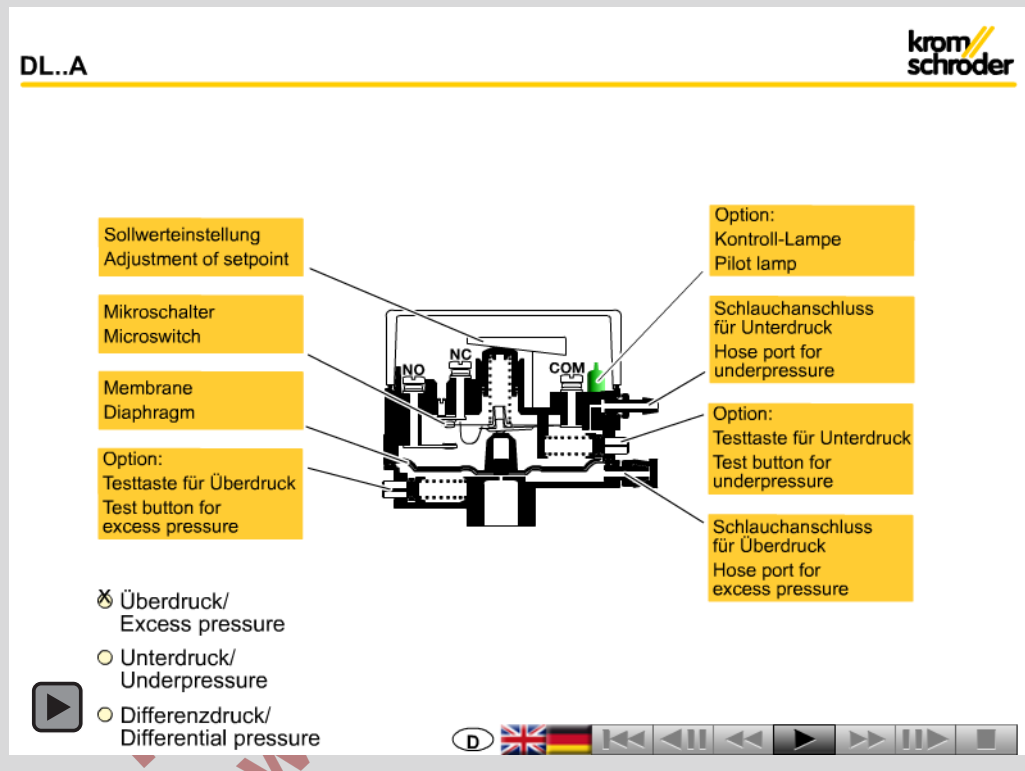 DL..A
krom
schroder
Sollwerteinstellung
Adjustment of setpoint
Mikroschalter
Microswitch
Membrane
Diaphragm
Option:
Testtaste für Überdruck
Test button for
excess pressure
NO
NC
COM
Option:
Kontroll-Lampe
Pilot lamp
Schlauchanschluss
für Unterdruck
Hose port for
underpressure
Option:
Testtaste für Unterdruck
Test button for
underpressure
Schlauchanschluss
für Überdruck
Hose port for
excess pressure
X Überdruck/
Excess pressure
Unterdruck/
Underpressure
Differenzdruck/
Differential pressure
D